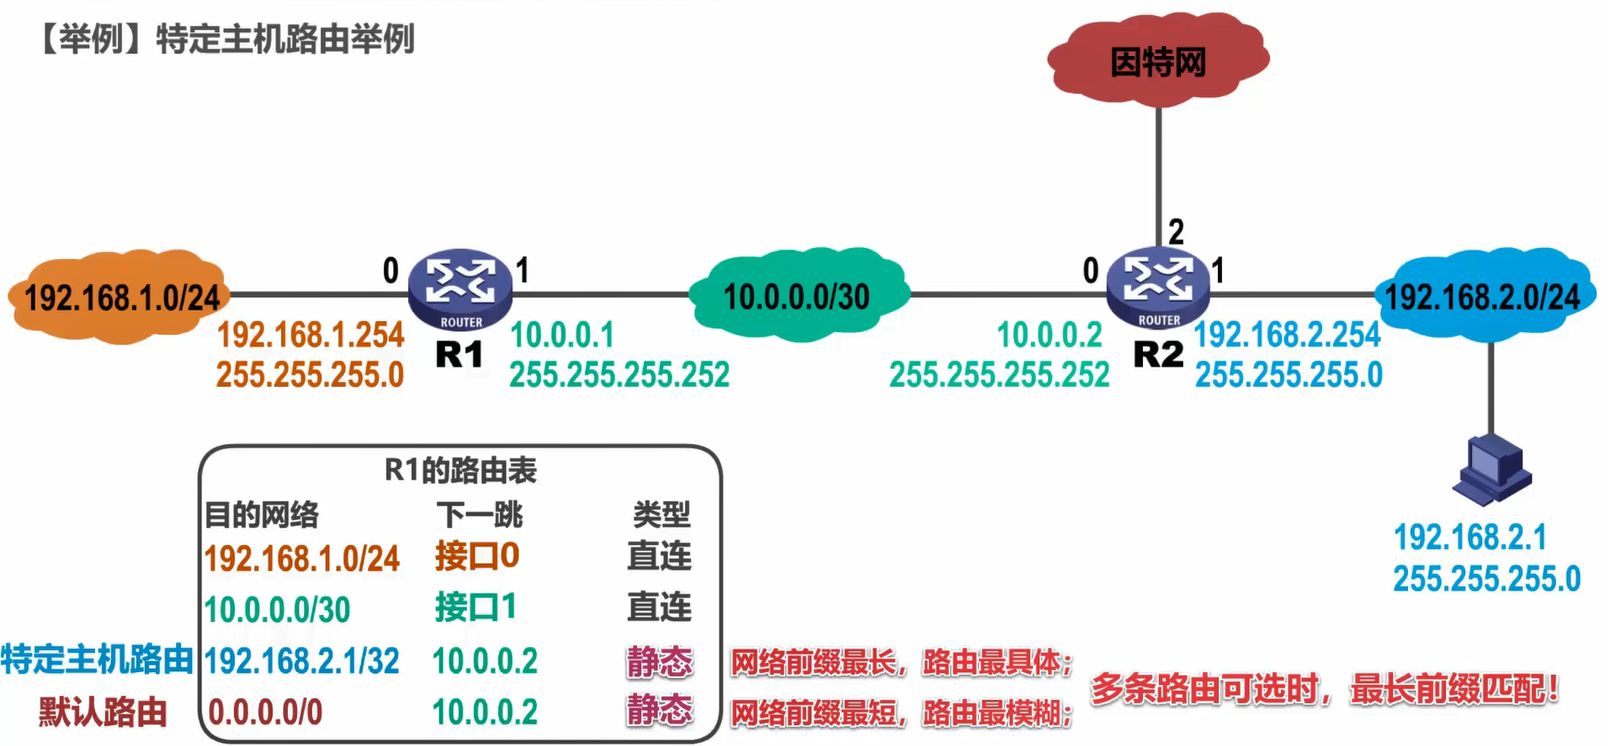 【举例】特定主机路由举例
因特网
2
0
1
0
1
192.168.1.0/24
ROUTER
10.0.0.0/30
ROUTER
192.168.2.0/24
192.168.1.254
255.255.255.0
R1
10.0.0.1
255.255.255.252
10.0.0.2
255.255.255.252
R2
192.168.2.254
255.255.255.0
192.168.2.1
255.255.255.0
R1的路由表
目的网络 下一跳 类型
192.168.1.0/24 接口0 直连
10.0.0.0/30 接口1 直连
特定主机路由 192.168.2.1/32 10.0.0.2 静态 网络前缀最长，路由最具体；
默认路由 0.0.0.0/0 10.0.0.2 静态 网络前缀最短，路由最模糊；
多条路由可选时，最长前缀匹配！